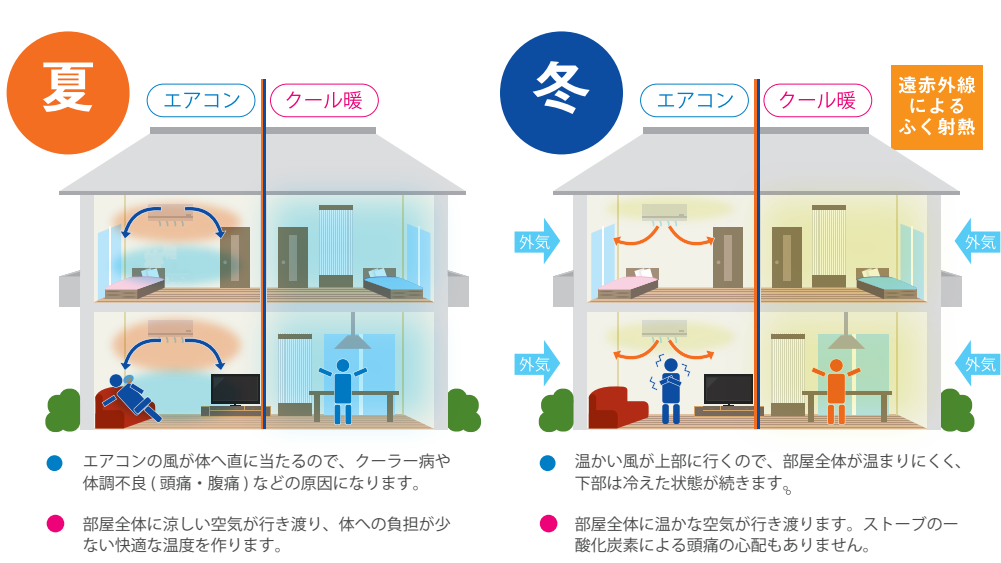 夏
エアコン
クール暖
冬
エアコン
クール暖
遠赤外線
による
ふく射熱
外気
外気
外気
外気
エアコンの風が体へ直に当たるので、クーラー病や
体調不良(頭痛・腹痛)などの原因になります。
部屋全体に涼しい空気が行き渡り、体への負担が少
ない快適な温度を作ります。
温かい風が上部に行くので、部屋全体が温まりにくく、
下部は冷えた状態が続きます。
部屋全体に温かな空気が行き渡ります。ストーブの一
酸化炭素による頭痛の心配もありません。